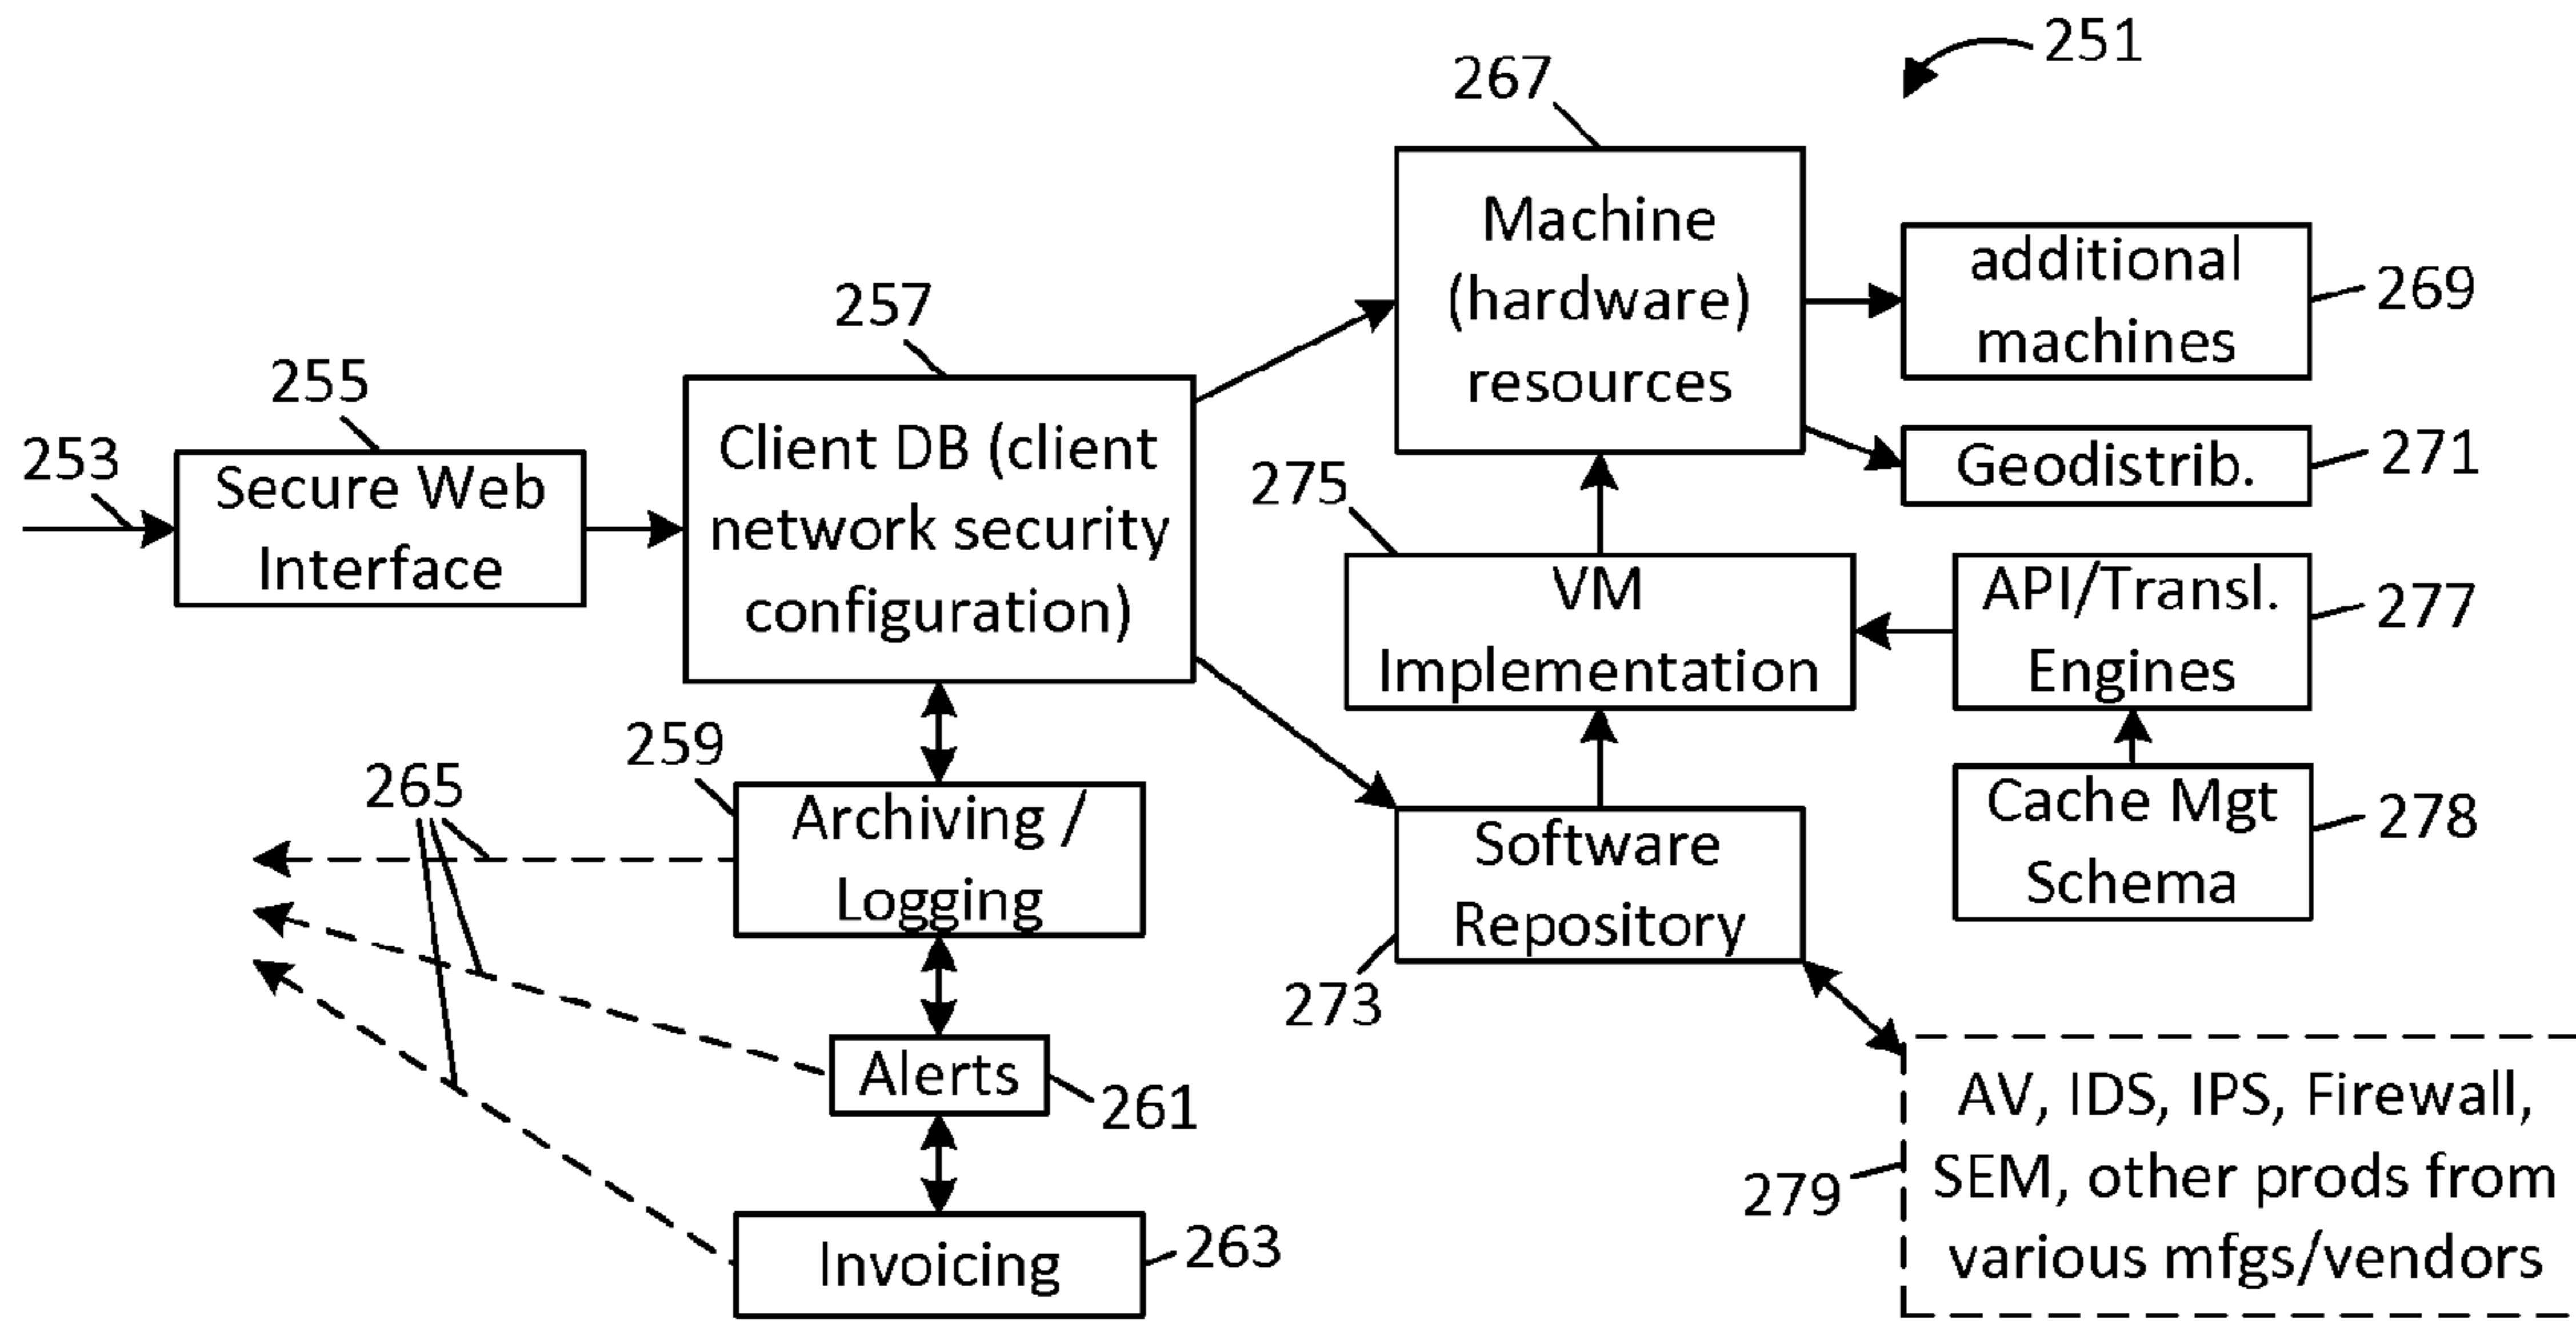 251
267
Machine
(hardware)
resources
additional
machines
269
257
Client DB (client
network security
configuration)
255
253
Secure Web
Interface
Geodistrib.
271
275
VM
Implementation
API/Transl.
Engines
277
259
265
Archiving /
Logging
Cache Mgt
Schema
278
Software
Repository
273
Alerts
261
AV, IDS, IPS, Firewall,
SEM, other prods from
various mfgs/vendors
279
Invoicing
263